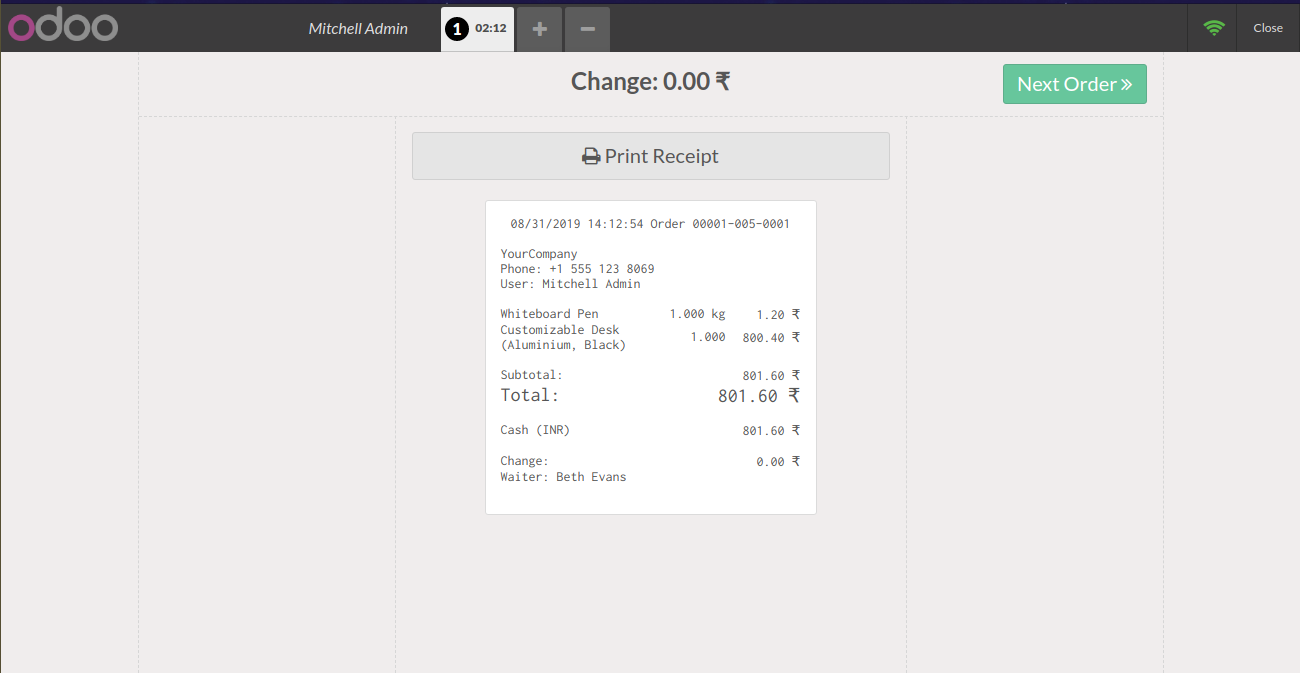 odoo
Mitchell Admin
1 02:12
Close
Change: 0.00 ₹
Next Order »
Print Receipt
08/31/2019 14:12:54 Order 00001-005-0001
YourCompany
Phone: +1 555 123 8069
User: Mitchell Admin
Whiteboard Pen 1.000 kg 1.20 ₹
Customizable Desk
(Aluminium, Black) 1.000 800.40 ₹
Subtotal: 801.60 ₹
Total: 801.60 ₹
Cash (INR) 801.60 ₹
Change: 0.00 ₹
Waiter: Beth Evans